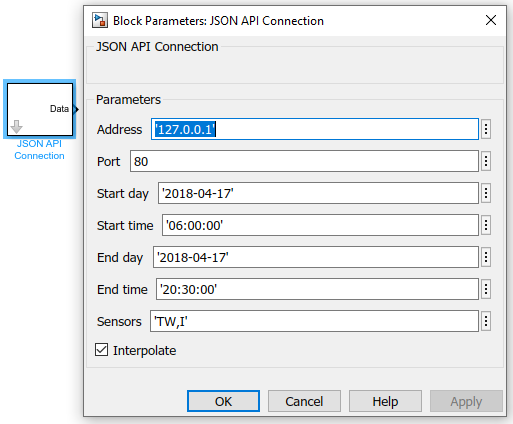 Block Parameters: JSON API Connection
JSON API Connection
Data
JSON API
Connection
Parameters
Address '127.0.0.1'
Port 80
Start day '2018-04-17'
Start time '06:00:00'
End day '2018-04-17'
End time '20:30:00'
Sensors 'TW,I'
Interpolate
OK Cancel Help Apply